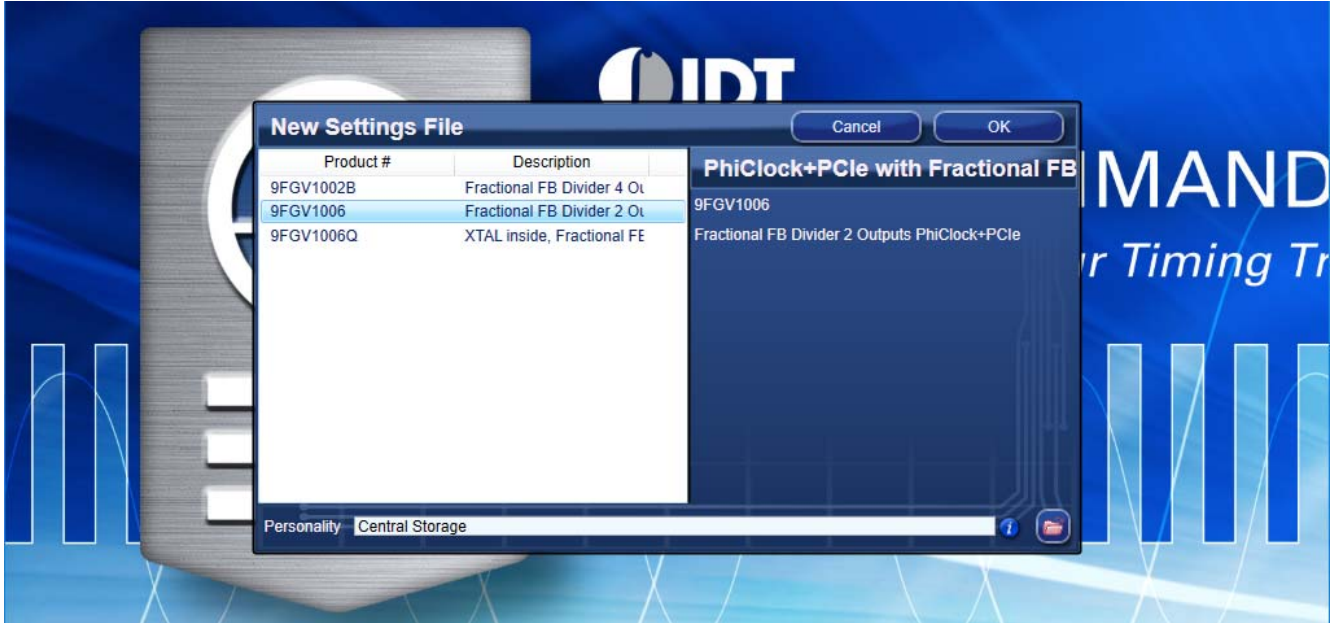 IDT
MAND
r Timing Tr
New Settings File
Cancel
OK
Product #
Description
9FGV1002B
Fractional FB Divider 4 Ou
9FGV1006
Fractional FB Divider 2 Ou
9FGV1006Q
XTAL inside, Fractional FE
PhiClock+PCIe with Fractional FB
9FGV1006
Fractional FB Divider 2 Outputs PhiClock+PCIe
Personality
Central Storage